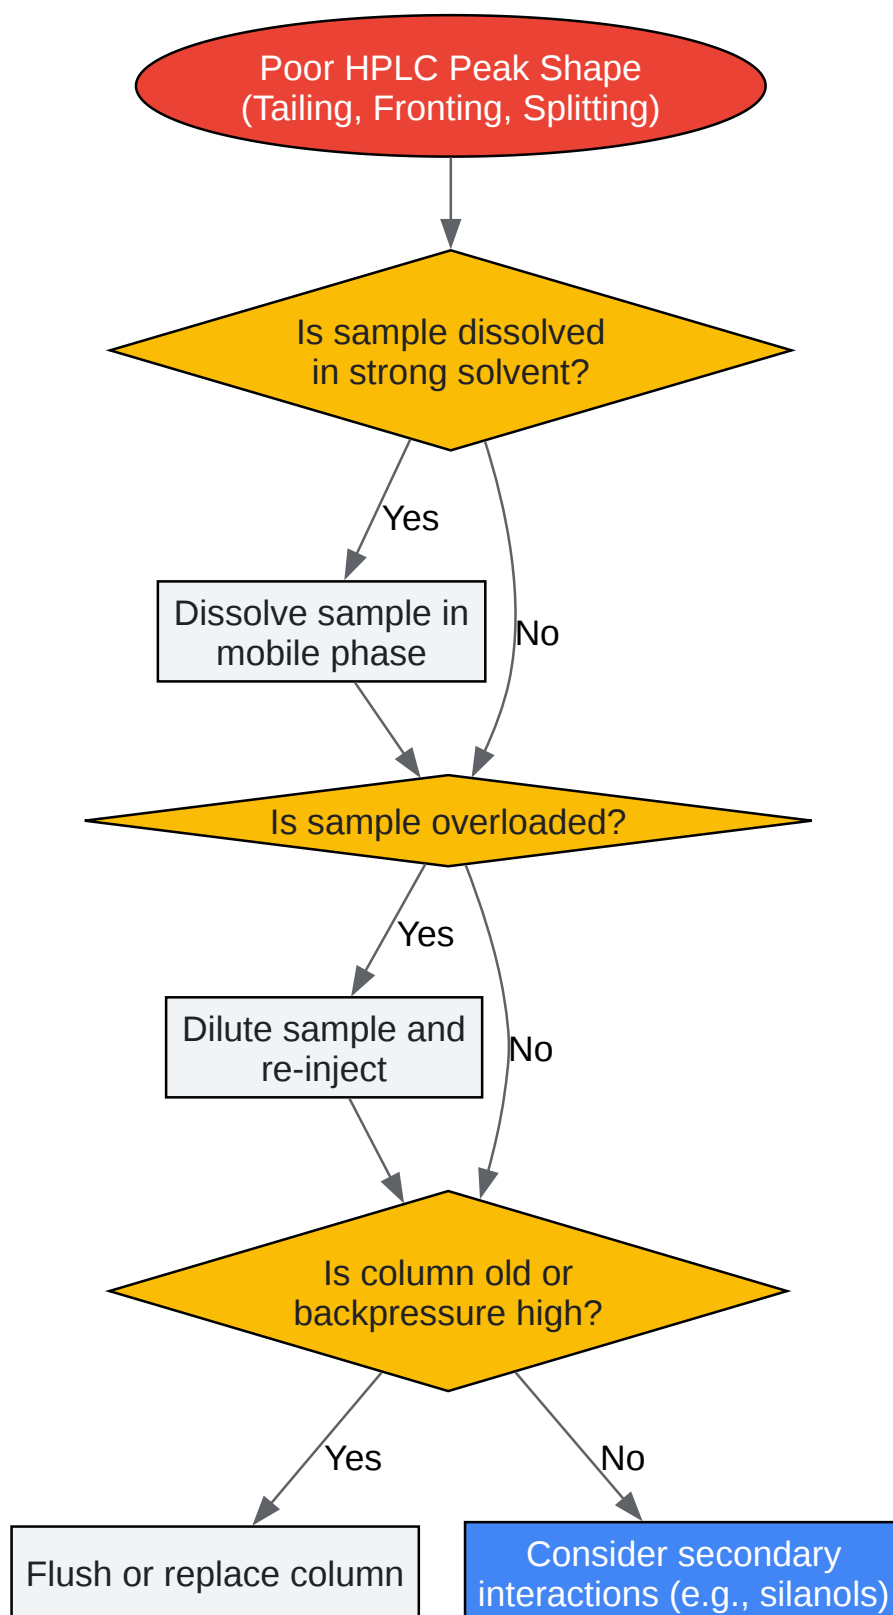 Poor HPLC Peak Shape
(Tailing, Fronting, Splitting)
Is sample dissolved
in strong solvent?
Yes
Dissolve sample in
mobile phase
No
Is sample overloaded?
Yes
Dilute sample and
re-inject
No
Is column old or
backpressure high?
Yes
No
Flush or replace column
Consider secondary
interactions (e.g., silanols)